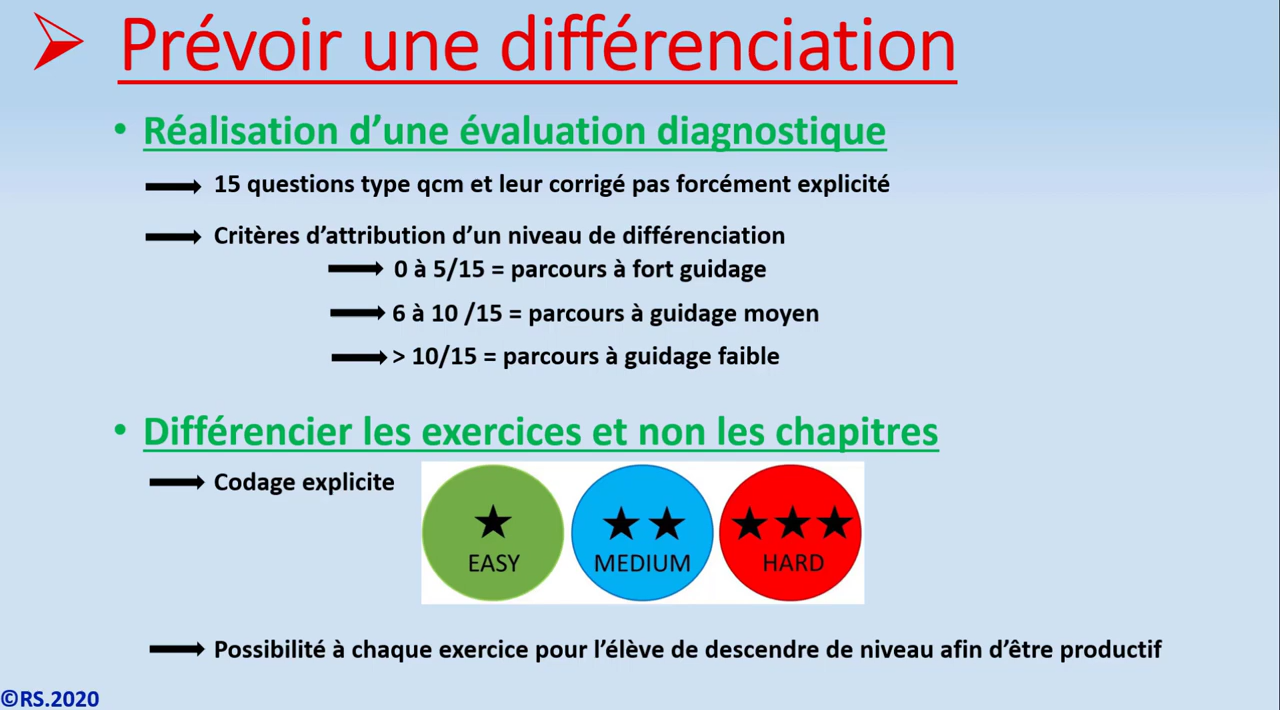 Prévoir une différenciation
• Réalisation d’une évaluation diagnostique
15 questions type qcm et leur corrigé pas forcément explicité
Critères d’attribution d’un niveau de différenciation
0 à 5/15 = parcours à fort guidage
6 à 10 /15 = parcours à guidage moyen
> 10/15 = parcours à guidage faible
• Différencier les exercices et non les chapitres
Codage explicite
EASY
MEDIUM
HARD
Possibilité à chaque exercice pour l’élève de descendre de niveau afin d’être productif
©RS.2020